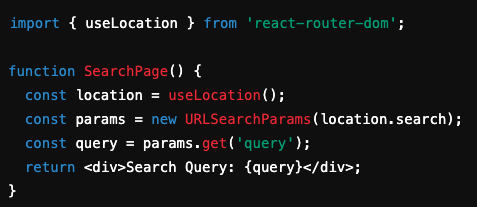 import { useLocation } from 'react-router-dom';
function SearchPage() {
const location = useLocation();
const params = new URLSearchParams(location.search);
const query = params.get('query');
return <div>Search Query: {query}</div>;
}